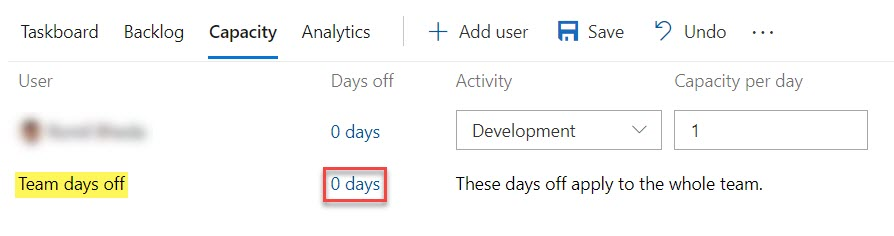 Taskboard Backlog Capacity Analytics + Add user Save Undo ...
User Days off Activity Capacity per day
0 days Development 1
Team days off 0 days These days off apply to the whole team.